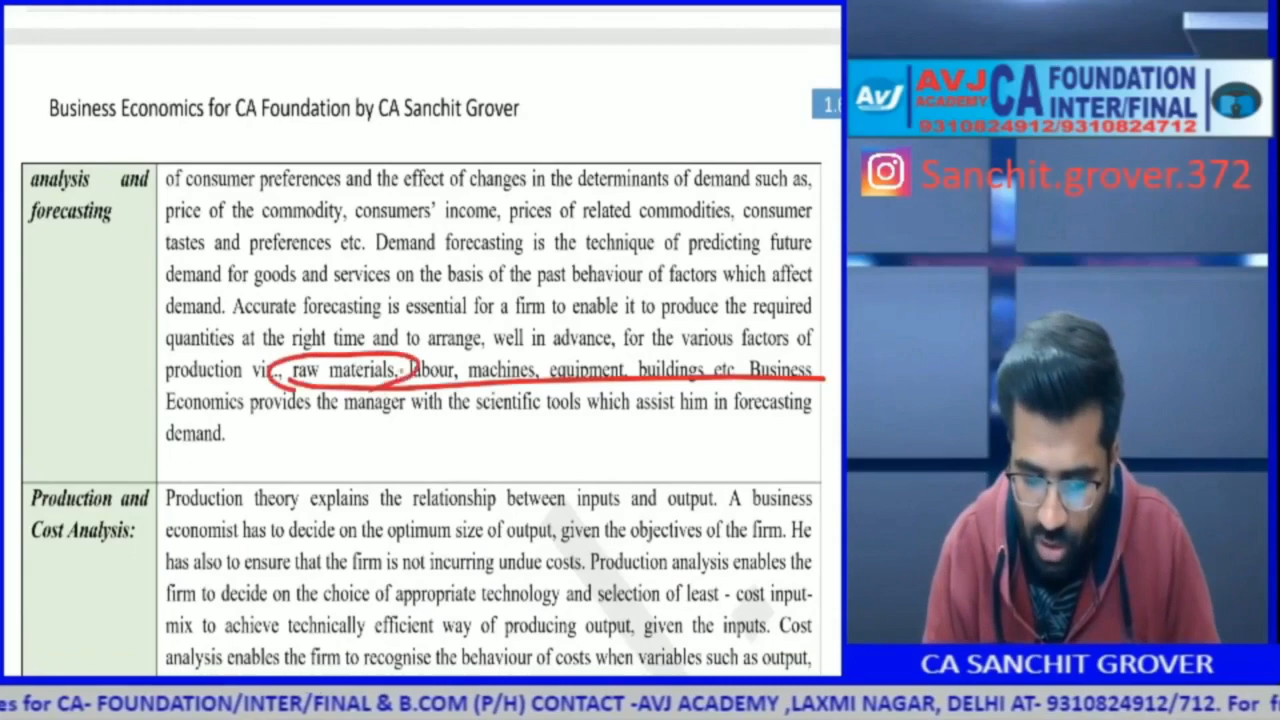 Business Economics for CA Foundation by CA Sanchit Grover
analysis and
forecasting
of consumer preferences and the effect of changes in the determinants of demand such as,
price of the commodity, consumers' income, prices of related commodities, consumer
tastes and preferences etc. Demand forecasting is the technique of predicting future
demand for goods and services on the basis of the past behaviour of factors which affect
demand. Accurate forecasting is essential for a firm to enable it to produce the required
quantities at the right time and to arrange, well in advance, for the various factors of
production viz., raw materials, labour, machines, equipment, buildings etc. Business
Economics provides the manager with the scientific tools which assist him in forecasting
demand.
Production and
Cost Analysis:
Production theory explains the relationship between inputs and output. A business
economist has to decide on the optimum size of output, given the objectives of the firm. He
has also to ensure that the firm is not incurring undue costs. Production analysis enables the
firm to decide on the choice of appropriate technology and selection of least - cost input-
mix to achieve technically efficient way of producing output, given the inputs. Cost
analysis enables the firm to recognise the behaviour of costs when variables such as output,
AVJ
AVJ
ACADEMY
CA
FOUNDATION
INTER/FINAL
9310824912/9310824712
Sanchit.grover.372
CA SANCHIT GROVER
es for CA- FOUNDATION/INTER/FINAL & B.COM (P/H) CONTACT -AVJ ACADEMY ,LAXMI NAGAR, DELHI AT- 9310824912/712. For